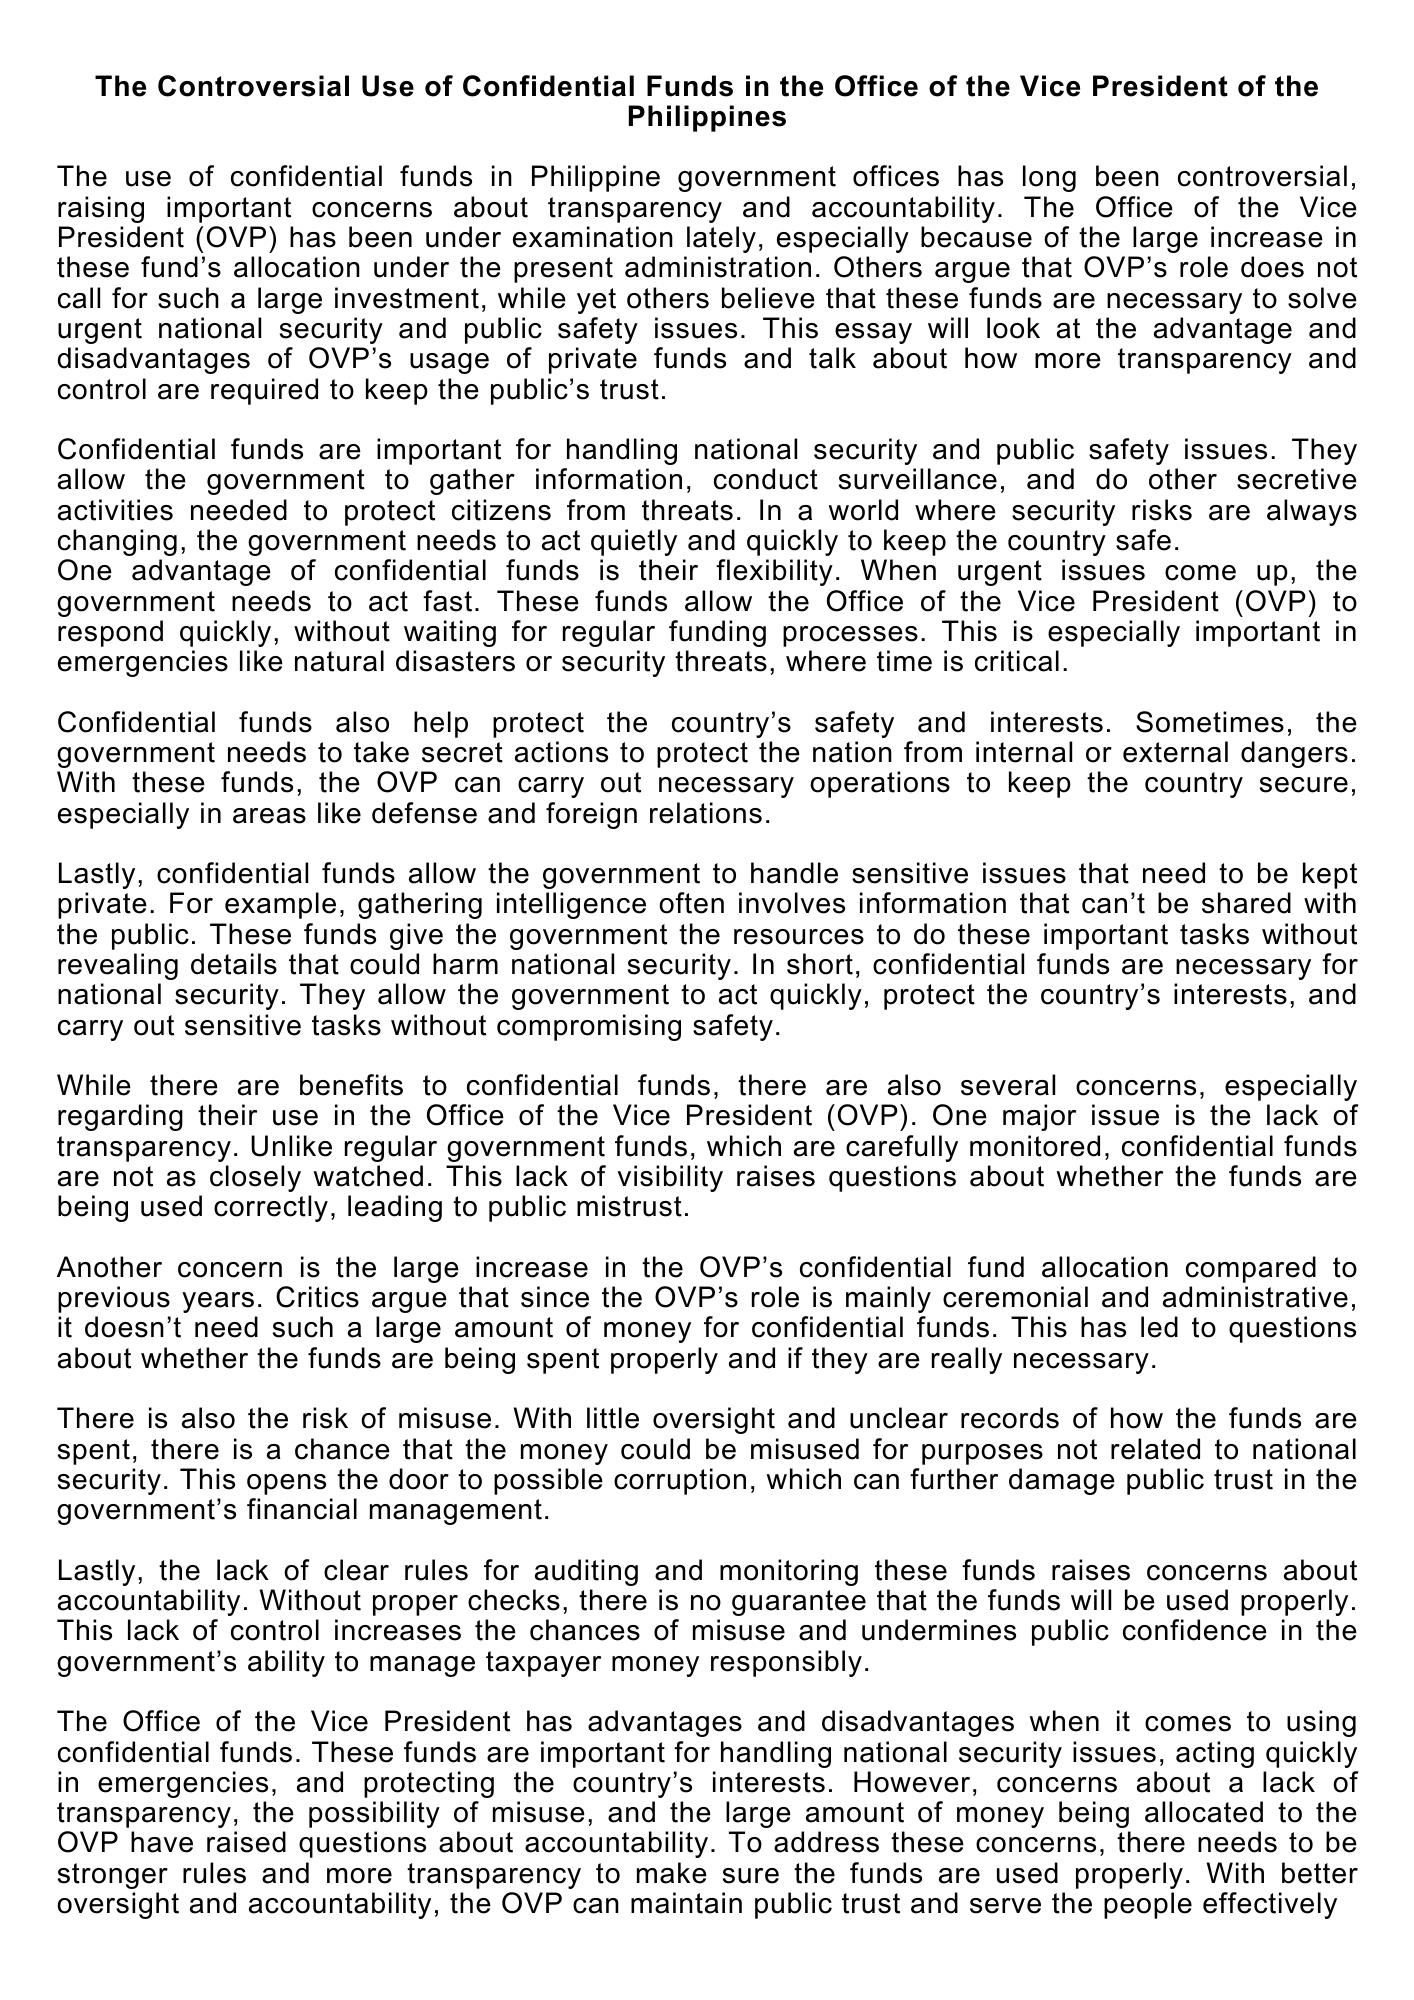 The Controversial Use of Confidential Funds in the Office of the Vice President of the
Philippines
The use of confidential funds in Philippine government offices has long been controversial,
raising important concerns about transparency and accountability. The Office of the Vice
President (OVP) has been under examination lately, especially because of the large increase in
these fund’s allocation under the present administration. Others argue that OVP’s role does not
call for such a large investment, while yet others believe that these funds are necessary to solve
urgent national security and public safety issues. This essay will look at the advantage and
disadvantages of OVP’s usage of private funds and talk about how more transparency and
control are required to keep the public’s trust.
Confidential funds are important for handling national security and public safety issues. They
allow the government to gather information, conduct surveillance, and do other secretive
activities needed to protect citizens from threats. In a world where security risks are always
changing, the government needs to act quietly and quickly to keep the country safe.
One advantage of confidential funds is their flexibility. When urgent issues come up, the
government needs to act fast. These funds allow the Office of the Vice President (OVP) to
respond quickly, without waiting for regular funding processes. This is especially important in
emergencies like natural disasters or security threats, where time is critical.
Confidential funds also help protect the country’s safety and interests. Sometimes, the
government needs to take secret actions to protect the nation from internal or external dangers.
With these funds, the OVP can carry out necessary operations to keep the country secure,
especially in areas like defense and foreign relations.
Lastly, confidential funds allow the government to handle sensitive issues that need to be kept
private. For example, gathering intelligence often involves information that can’t be shared with
the public. These funds give the government the resources to do these important tasks without
revealing details that could harm national security. In short, confidential funds are necessary for
national security. They allow the government to act quickly, protect the country’s interests, and
carry out sensitive tasks without compromising safety.
While there are benefits to confidential funds, there are also several concerns, especially
regarding their use in the Office of the Vice President (OVP). One major issue is the lack of
transparency. Unlike regular government funds, which are carefully monitored, confidential funds
are not as closely watched. This lack of visibility raises questions about whether the funds are
being used correctly, leading to public mistrust.
Another concern is the large increase in the OVP’s confidential fund allocation compared to
previous years. Critics argue that since the OVP’s role is mainly ceremonial and administrative,
it doesn’t need such a large amount of money for confidential funds. This has led to questions
about whether the funds are being spent properly and if they are really necessary.
There is also the risk of misuse. With little oversight and unclear records of how the funds are
spent, there is a chance that the money could be misused for purposes not related to national
security. This opens the door to possible corruption, which can further damage public trust in the
government’s financial management.
Lastly, the lack of clear rules for auditing and monitoring these funds raises concerns about
accountability. Without proper checks, there is no guarantee that the funds will be used properly.
This lack of control increases the chances of misuse and undermines public confidence in the
government’s ability to manage taxpayer money responsibly.
The Office of the Vice President has advantages and disadvantages when it comes to using
confidential funds. These funds are important for handling national security issues, acting quickly
in emergencies, and protecting the country’s interests. However, concerns about a lack of
transparency, the possibility of misuse, and the large amount of money being allocated to the
OVP have raised questions about accountability. To address these concerns, there needs to be
stronger rules and more transparency to make sure the funds are used properly. With better
oversight and accountability, the OVP can maintain public trust and serve the people effectively